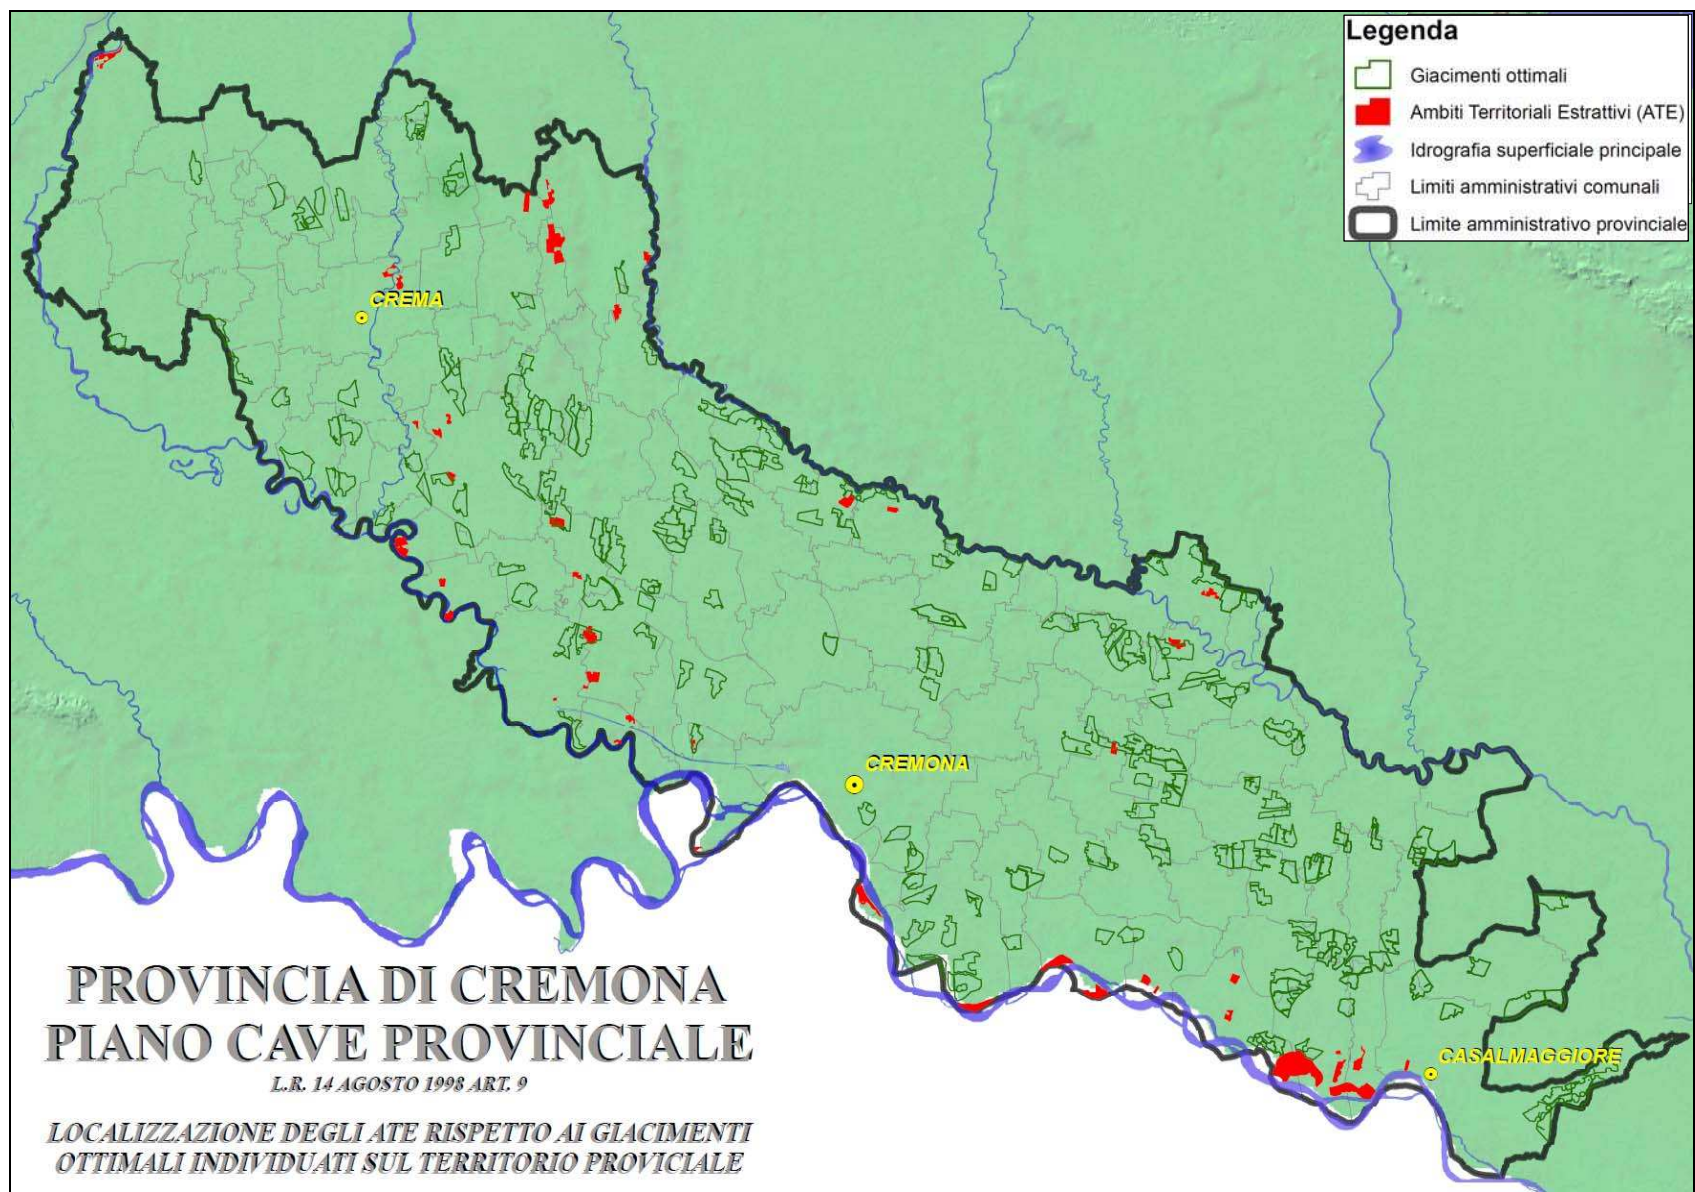 Legenda
Giacimenti ottimali
Ambiti Territoriali Estrattivi (ATE)
Idrografia superficiale principale
Limiti amministrativi comunali
Limite amministrativo provinciale
CREMA
CREMONA
CASALMAGGIORE
PROVINCIA DI CREMONA
PIANO CAVE PROVINCIALE
L.R. 14 AGOSTO 1998 ART. 9
LOCALIZZAZIONE DEGLI ATE RISPETTO AI GIACIMENTI
OTTIMALI INDIVIDUATI SUL TERRITORIO PROVICIALE